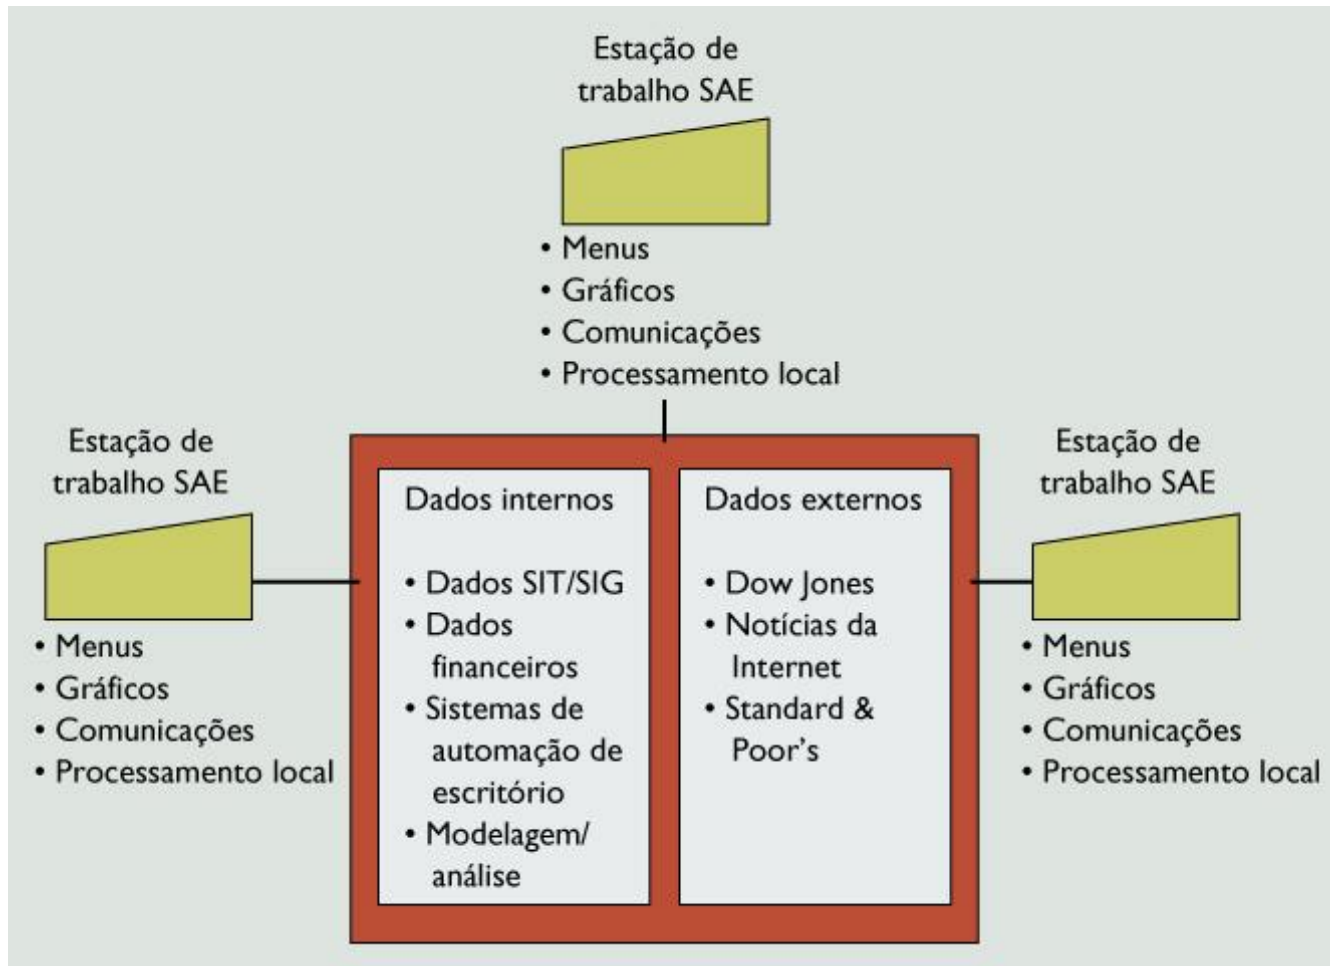 Estação de
trabalho SAE
• Menus
• Gráficos
• Comunicações
• Processamento local
Estação de
trabalho SAE
• Menus
• Gráficos
• Comunicações
• Processamento local
Dados internos
• Dados SIT/SIG
• Dados
financeiros
• Sistemas de
automação de
escritório
• Modelagem/
análise
Dados externos
• Dow Jones
• Notícias da
Internet
• Standard &
Poor's
Estação de
trabalho SAE
• Menus
• Gráficos
• Comunicações
• Processamento local